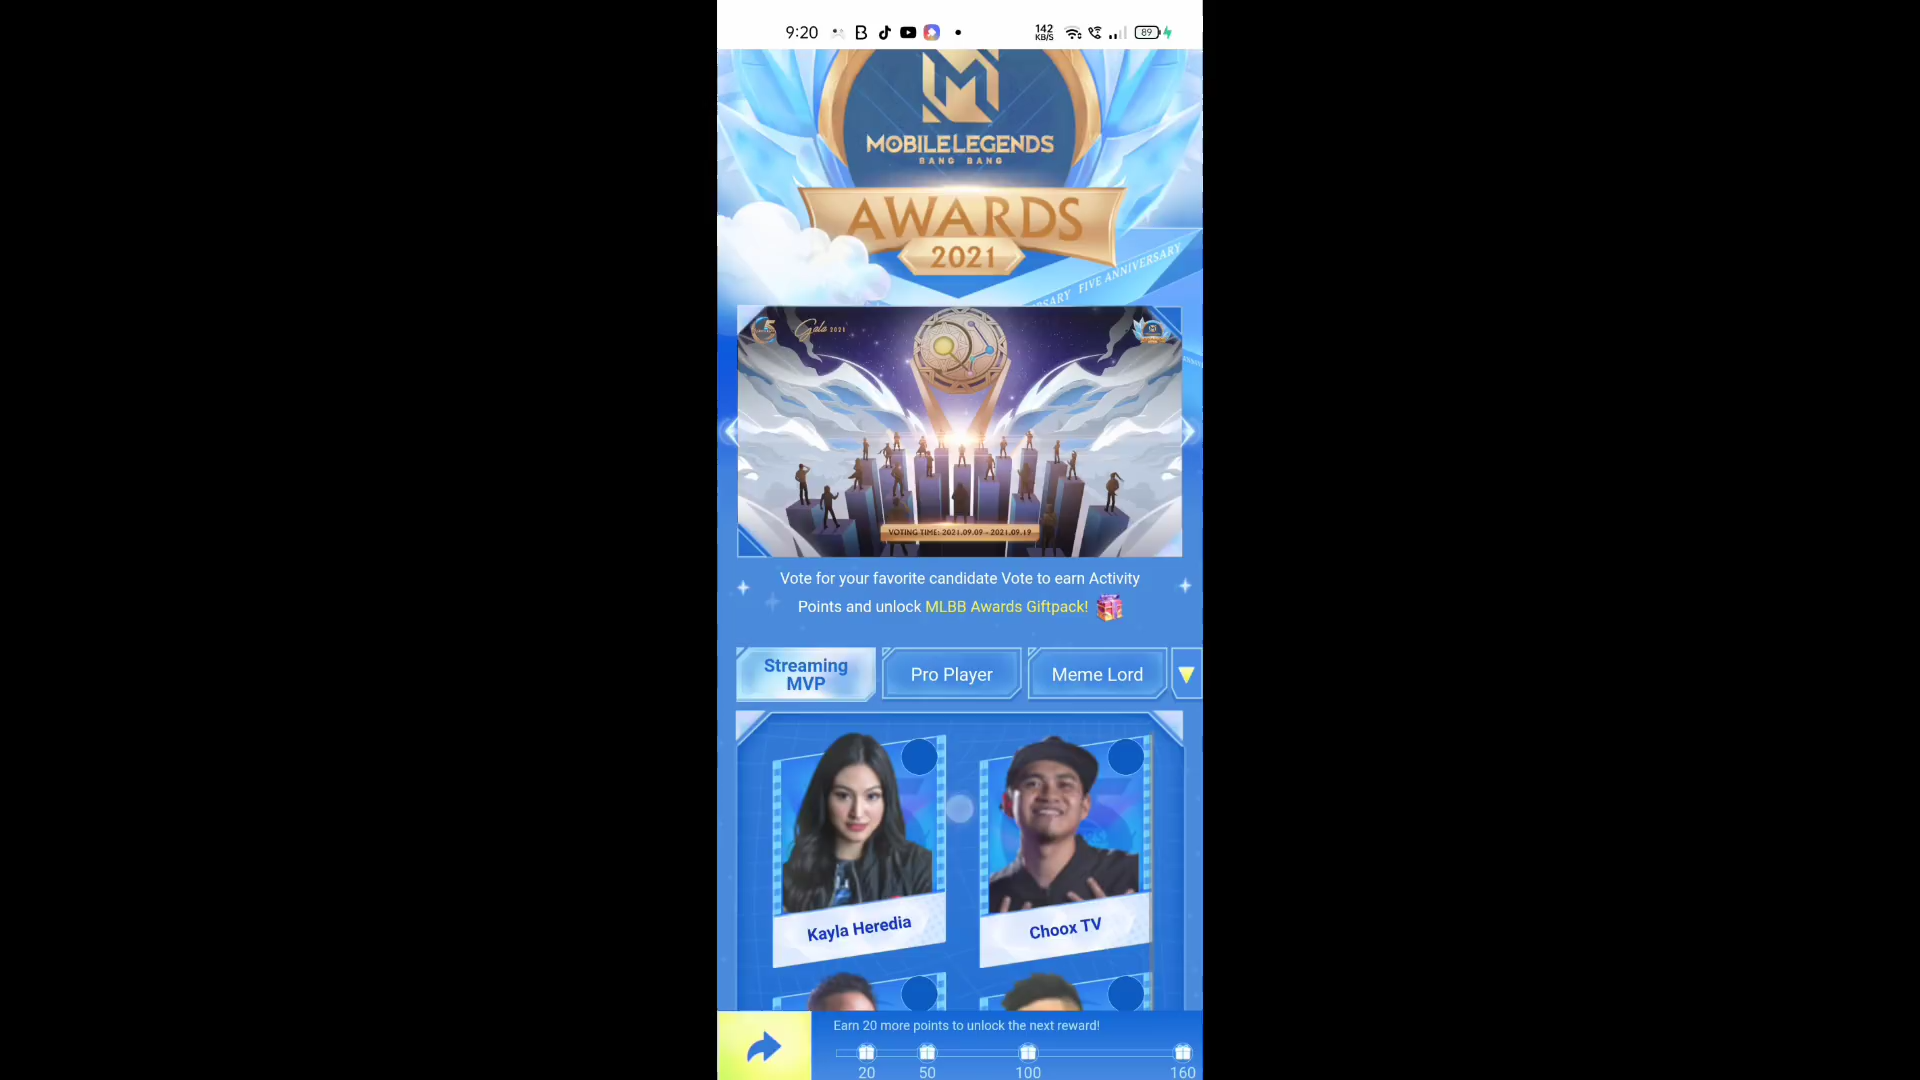 9:20
142
KB/S
89
MOBILE LEGENDS
BANG BANG
AWARDS
2021
FIVE ANNIVERSARY
5
Gala 2021
VOTING TIME: 2021.09.09 - 2021.09.19
Vote for your favorite candidate Vote to earn Activity
Points and unlock MLBB Awards Giftpack!
Streaming
MVP
Pro Player
Meme Lord
Kayla Heredia
Choox TV
Earn 20 more points to unlock the next reward!
20
50
100
160